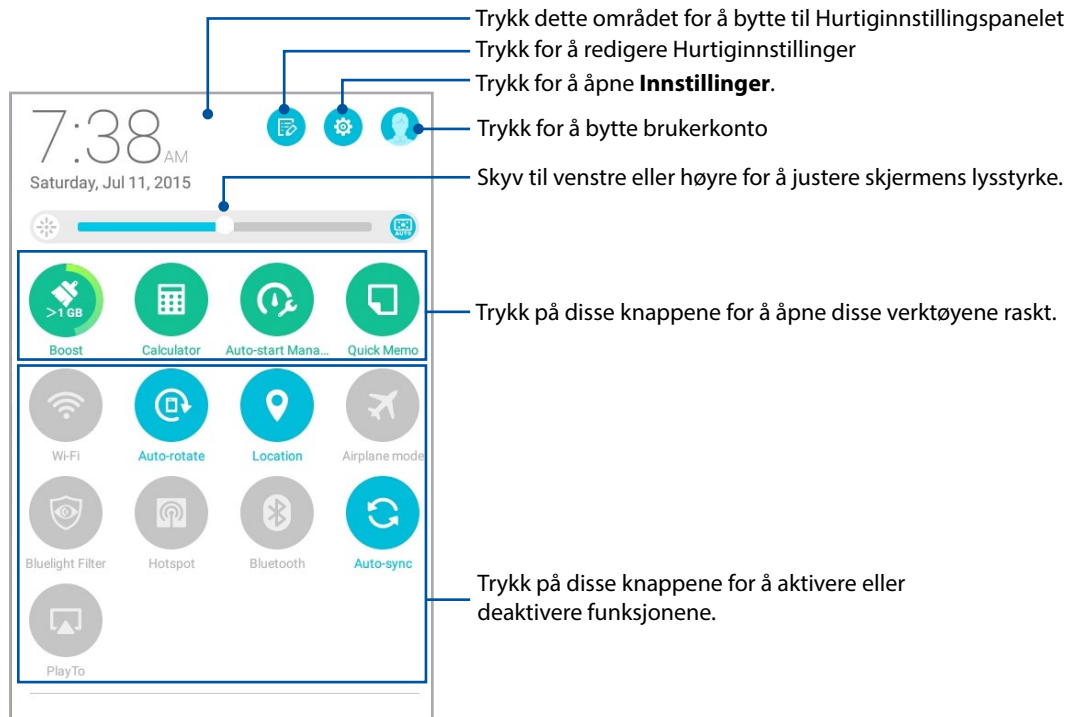 Trykk dette området for å bytte til Hurtiginnstillingspanelet
Trykk for å redigere Hurtiginnstillinger
Trykk for å åpne Innstillinger.
Trykk for å bytte brukerkonto
Skyv til venstre eller høyre for å justere skjermens lysstyrke.
7:38 AM
Saturday, Jul 11, 2015
AUTO
>1 GB
Boost Calculator Auto-start Mana... Quick Memo
Trykk på disse knappene for å åpne disse verktøyene raskt.
Wi-Fi Auto-rotate Location Airplane mode
Bluelight Filter Hotspot Bluetooth Auto-sync
PlayTo
Trykk på disse knappene for å aktivere eller
deaktivere funksjonene.